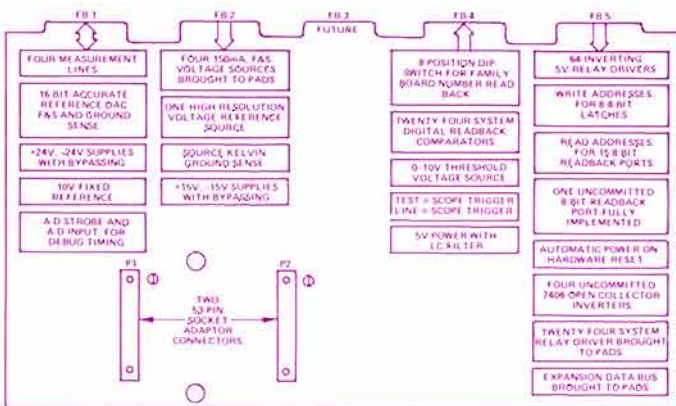 FB 1
FB 2
FB 3
FB 4
FB 5
FUTURE
FOUR MEASUREMENT
LINES
16 BIT ACCURATE
REFERENCE DAC
F&S AND GROUND
SENSE
+24V, -24V SUPPLIES
WITH BYPASSING
10V FIXED
REFERENCE
A-D STROBE AND
A-D INPUT, FOR
DEBUG TIMING
FOUR 150mA, F&S
VOLTAGE SOURCES
BROUGHT TO PADS
ONE HIGH RESOLUTION
VOLTAGE REFERENCE
SOURCE
SOURCE KELVIN
GROUND SENSE
+15V, -15V SUPPLIES
WITH BYPASSING
8 POSITION DIP
SWITCH FOR FAMILY
BOARD NUMBER READ
BACK
TWENTY FOUR SYSTEM
DIGITAL READBACK
COMPARATORS
0-10V THRESHOLD
VOLTAGE SOURCE
TEST = SCOPE TRIGGER
LINE = SCOPE TRIGGER
5V POWER WITH
LC FILTER
64 INVERTING
5V RELAY DRIVERS
WRITE ADDRESSES
FOR 8 8 BIT
LATCHES
READ ADDRESSES
FOR 15 8 BIT
READBACK PORTS
ONE UNCOMMITTED
8 BIT READBACK
PORT FULLY
IMPLEMENTED
AUTOMATIC POWER ON
HARDWARE RESET
FOUR UNCOMMITTED
7406 OPEN COLLECTOR
INVERTERS
TWENTY FOUR SYSTEM
RELAY DRIVER BROUGHT
TO PADS
EXPANSION DATA BUS
BROUGHT TO PADS
P1
P2
TWO
53 PIN
SOCKET
ADAPTOR
CONNECTORS